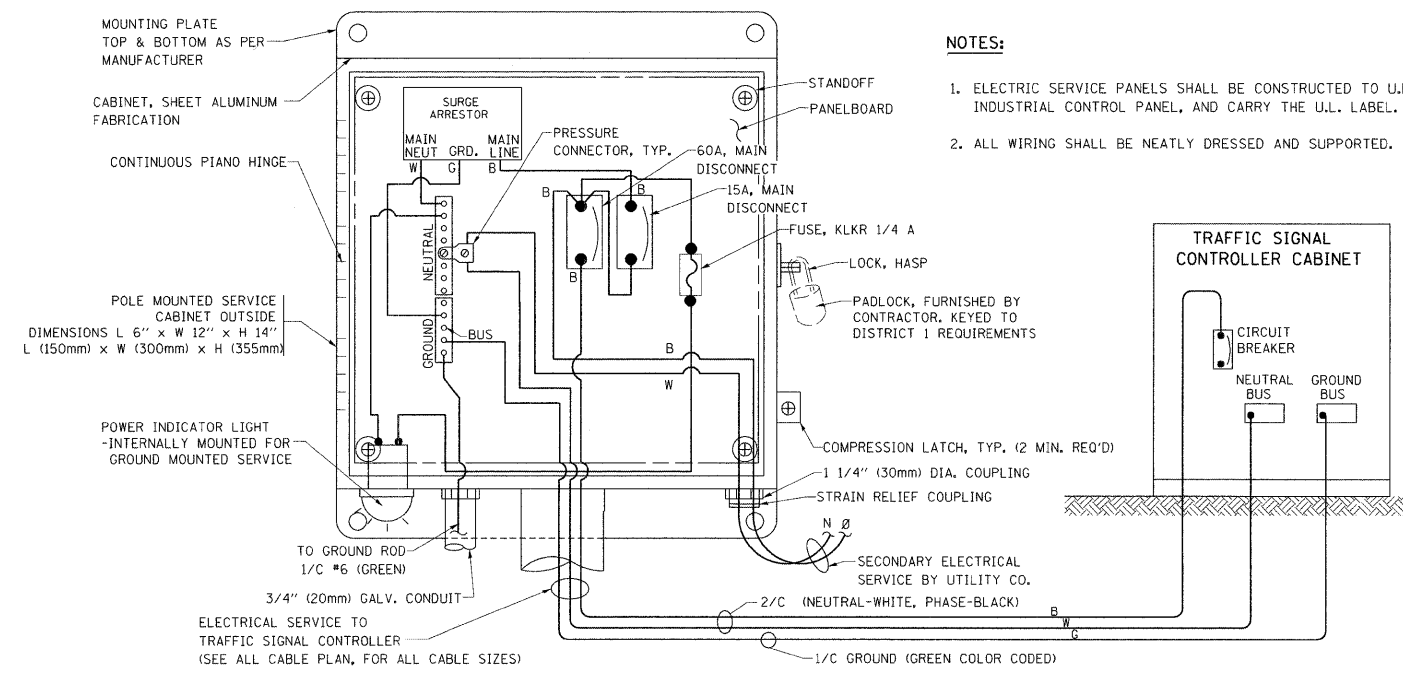 MOUNTING PLATE
TOP & BOTTOM AS PER
MANUFACTURER
CABINET, SHEET ALUMINUM
FABRICATION
CONTINUOUS PIANO HINGE
POLE MOUNTED SERVICE
CABINET OUTSIDE
DIMENSIONS L 6" x W 12" x H 14"
L (150mm) x W (300mm) x H (355mm)
POWER INDICATOR LIGHT
-INTERNALLY MOUNTED FOR
GROUND MOUNTED SERVICE
SURGE
ARRESTOR
MAIN
NEUT
GRD.
MAIN
LINE
W
G
B
NEUTRAL
GROUND
BUS
PRESSURE
CONNECTOR, TYP.
B
B
B
B
W
STANDOFF
PANELBOARD
60A, MAIN
DISCONNECT
15A, MAIN
DISCONNECT
FUSE, KLKR 1/4 A
LOCK, HASP
PADLOCK, FURNISHED BY
CONTRACTOR. KEYED TO
DISTRICT 1 REQUIREMENTS
COMPRESSION LATCH, TYP. (2 MIN. REQ'D)
1 1/4" (30mm) DIA. COUPLING
STRAIN RELIEF COUPLING
N Ø
SECONDARY ELECTRICAL
SERVICE BY UTILITY CO.
TO GROUND ROD
1/C #6 (GREEN)
3/4" (20mm) GALV. CONDUIT
ELECTRICAL SERVICE TO
TRAFFIC SIGNAL CONTROLLER
(SEE ALL CABLE PLAN, FOR ALL CABLE SIZES)
2/C (NEUTRAL-WHITE, PHASE-BLACK)
1/C GROUND (GREEN COLOR CODED)
B
W
G
NOTES:
1. ELECTRIC SERVICE PANELS SHALL BE CONSTRUCTED TO U.
INDUSTRIAL CONTROL PANEL, AND CARRY THE U.L. LABEL.
2. ALL WIRING SHALL BE NEATLY DRESSED AND SUPPORTED.
TRAFFIC SIGNAL
CONTROLLER CABINET
CIRCUIT
BREAKER
NEUTRAL
BUS
GROUND
BUS